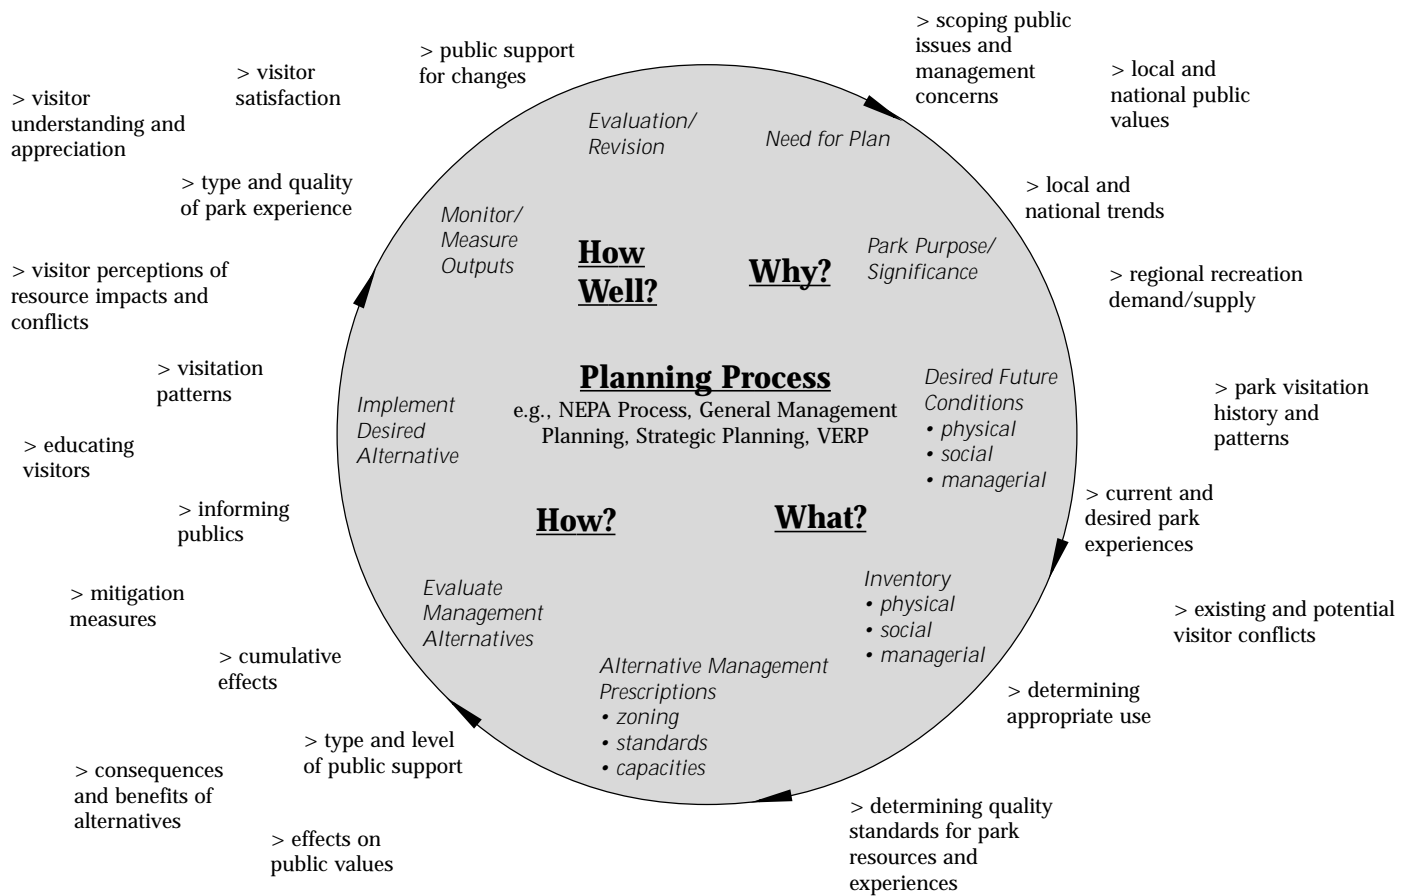 > public support
for changes
> scoping public
issues and
management
concerns
> visitor
satisfaction
> local and
national public
values
> visitor
understanding and
appreciation
Evaluation/
Revision
Need for Plan
> type and quality
of park experience
> local and
national trends
Monitor/
Measure
Outputs
How
Well?
Why?
Park Purpose/
Significance
> visitor perceptions of
resource impacts and
conflicts
> regional recreation
demand/supply
> visitation
patterns
Planning Process
e.g., NEPA Process, General Management
Planning, Strategic Planning, VERP
Desired Future
Conditions
• physical
• social
• managerial
> park visitation
history and
patterns
Implement
Desired
Alternative
> educating
visitors
> informing
publics
How?
What?
> current and
desired park
experiences
> mitigation
measures
Evaluate
Management
Alternatives
Inventory
• physical
• social
• managerial
> existing and potential
visitor conflicts
> cumulative
effects
Alternative Management
Prescriptions
• zoning
• standards
• capacities
> determining
appropriate use
> type and level
of public support
> consequences
and benefits of
alternatives
> effects on
public values
> determining quality
standards for park
resources and
experiences